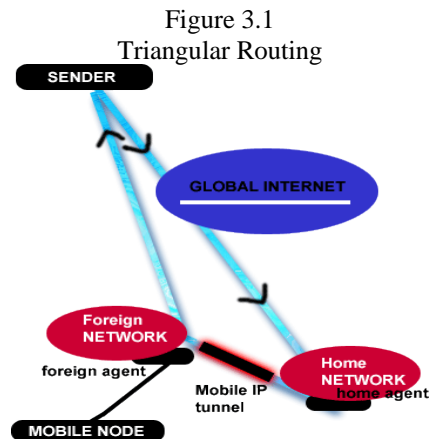 Figure 3.1
Triangular Routing
SENDER
GLOBAL INTERNET
Foreign
NETWORK
foreign agent
Mobile IP
tunnel
Home
NETWORK
home agent
MOBILE NODE